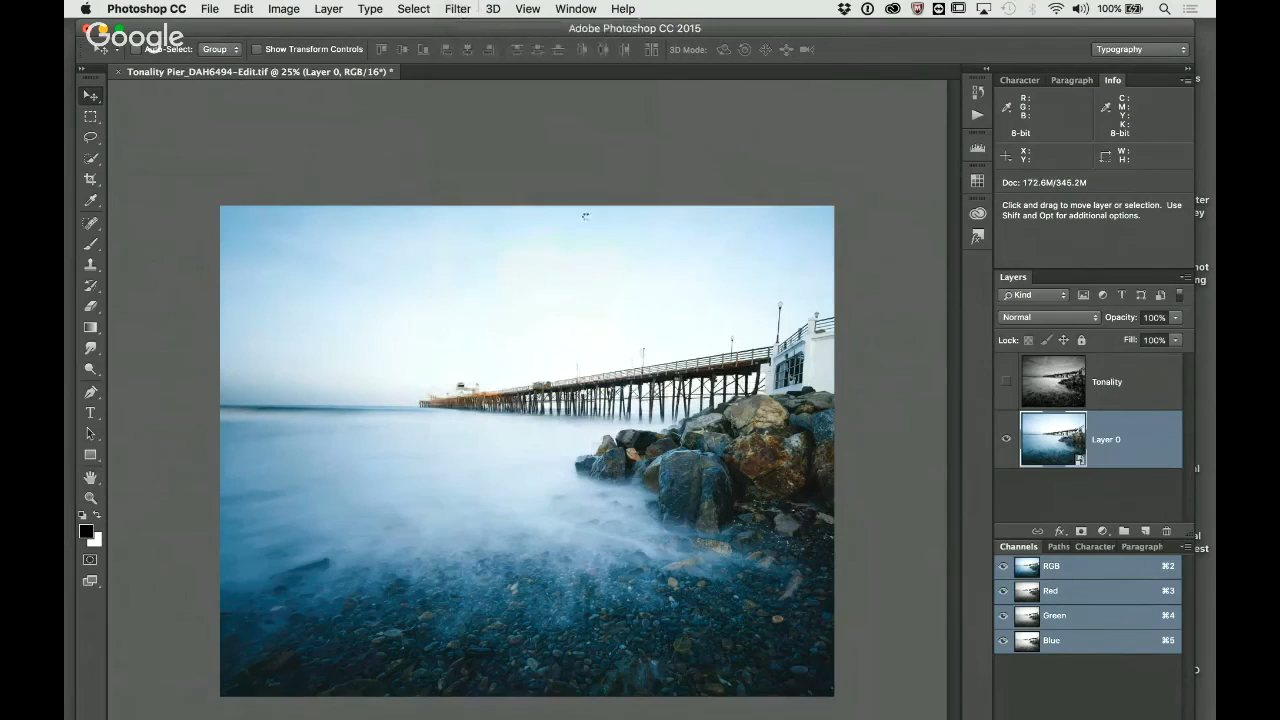 Photoshop CC File Edit Image Layer Type Select Filter 3D View Window Help 100%
Adobe Photoshop CC 2015
Google
Auto-Select: Group Show Transform Controls 3D Mode: Typography
× Tonality Pier_DAH6494-Edit.tif @ 25% (Layer 0, RGB/16*) *
Character Paragraph Info
R: C:
G: M:
B: Y:
K:
8-bit 8-bit
X: W:
Y: H:
Doc: 172.6M/345.2M
Click and drag to move layer or selection. Use
Shift and Opt for additional options.
Layers
Kind
Normal Opacity: 100%
Lock: Fill: 100%
Tonality
Layer 0
Channels Paths Character Paragraph
RGB ⌘2
Red ⌘3
Green ⌘4
Blue ⌘5